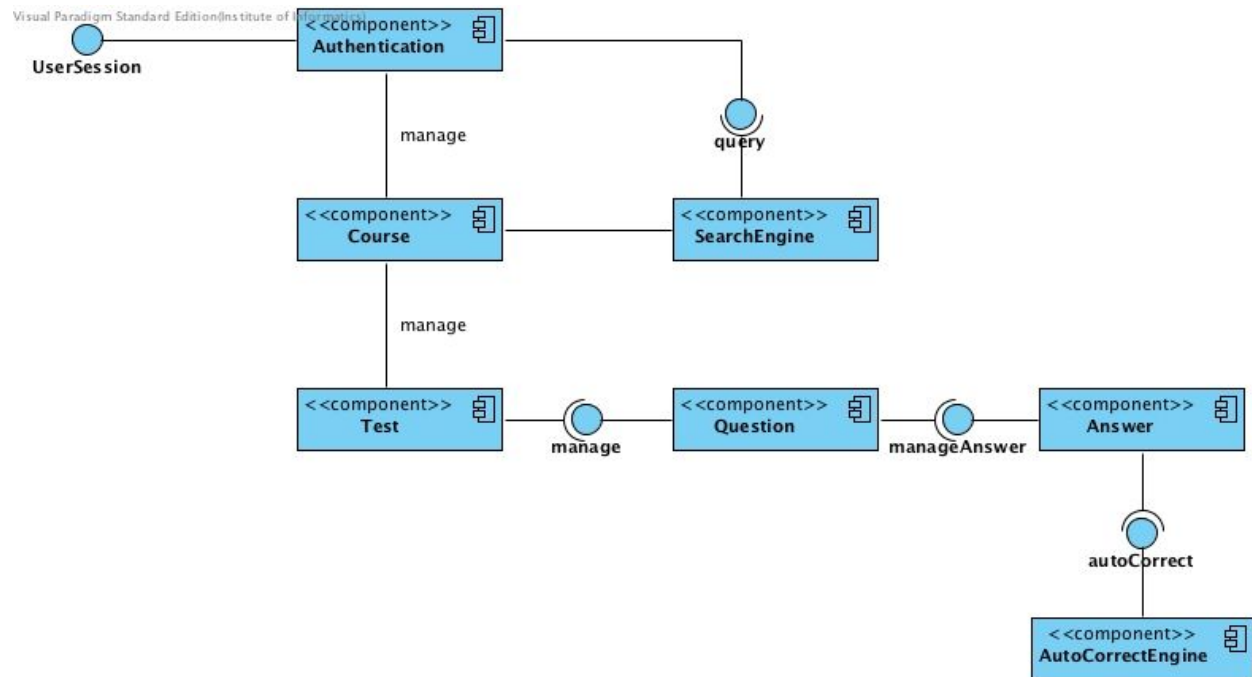 Visual Paradigm Standard Edition(Institute of Informatics)
<<component>>
Authentication
UserSession
manage
query
<<component>>
Course
<<component>>
SearchEngine
manage
<<component>>
Test
manage
<<component>>
Question
manageAnswer
<<component>>
Answer
autoCorrect
<<component>>
AutoCorrectEngine